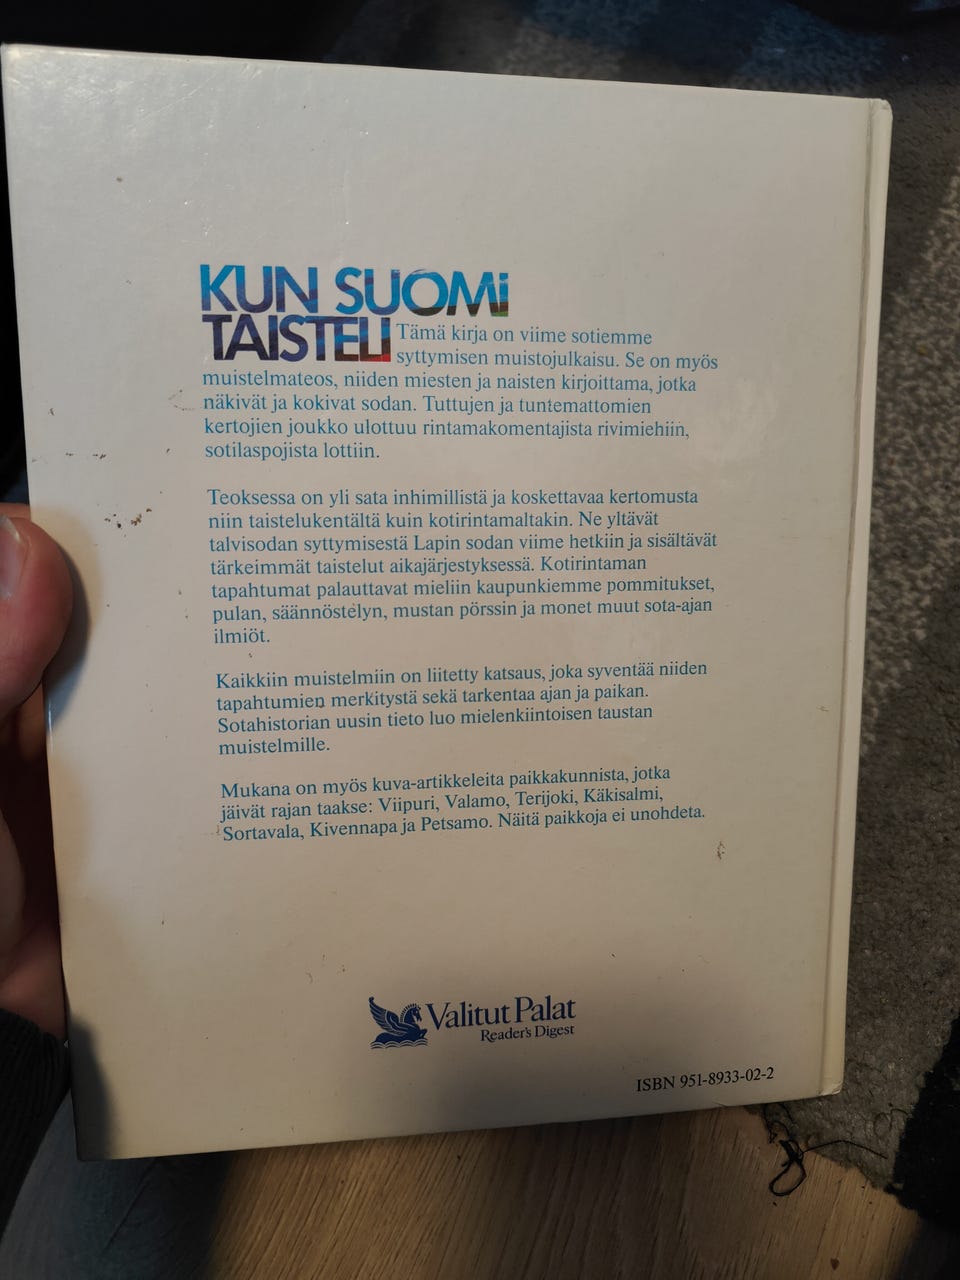 KUN SUOMI
TAISTELI
Tämä kirja on viime sotiemme
syttymisen muistojulkaisu. Se on myös
muistelmateos, niiden miesten ja naisten kirjoittama, jotka
näkivät ja kokivat sodan. Tuttujen ja tuntemattomien
kertojien joukko ulottuu rintamakomentajista rivimiehiin,
sotilaspojista lottiin.
Teoksessa on yli sata inhimillistä ja koskettavaa kertomusta
niin taistelukentältä kuin kotirintamaltakin. Ne yltävät
talvisodan syttymisestä Lapin sodan viime hetkiin ja sisältävät
tärkeimmät taistelut aikajärjestyksessä. Kotirintaman
tapahtumat palauttavat mieliin kaupunkiemme pommitukset,
pulan, säännöstelyn, mustan pörssin ja monet muut sota-ajan
ilmiöt.
Kaikkiin muistelmiin on liitetty katsaus, joka syventää niiden
tapahtumien merkitystä sekä tarkentaa ajan ja paikan.
Sotahistorian uusin tieto luo mielenkiintoisen taustan
muistelmille.
Mukana on myös kuva-artikkeleita paikkakunnista, jotka
jäivät rajan taakse: Viipuri, Valamo, Terijoki, Käkisalmi,
Sortavala, Kivennapa ja Petsamo. Näitä paikkoja ei unohdeta.
Valitut Palat
Reader's Digest
ISBN 951-8933-02-2